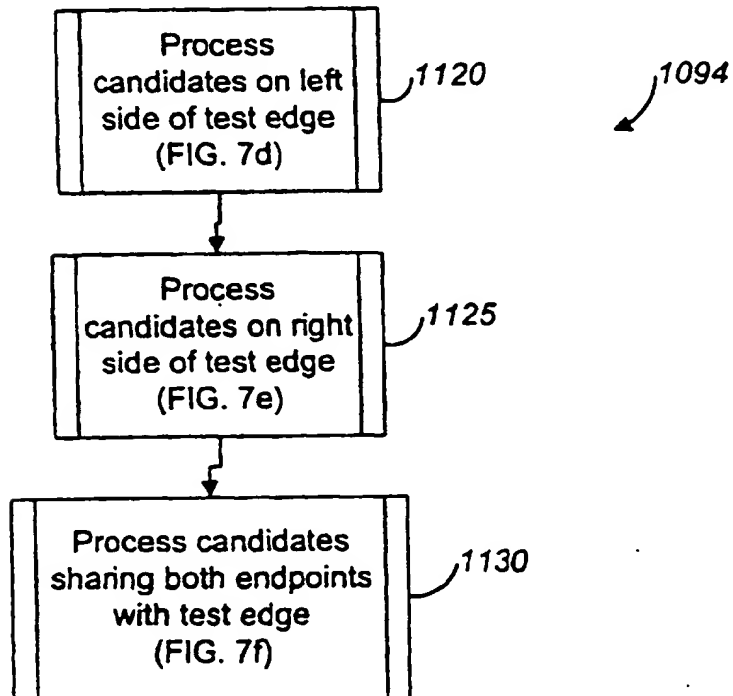 Process
candidates on left
side of test edge
(FIG. 7d)
1120
1094
Process
candidates on right
side of test edge
(FIG. 7e)
1125
Process candidates
sharing both endpoints
with test edge
(FIG. 7f)
1130